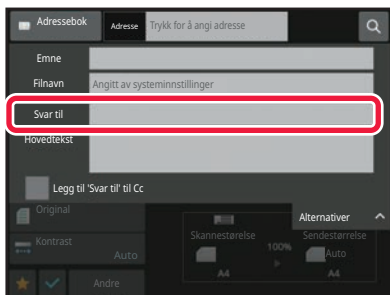 Adressebok
Adresse
Trykk for å angi adresse
Emne
Filnavn
Angitt av systeminnstillinger
Svar til
Hovedtekst
Legg til 'Svar til' til Cc
Original
Alternativer
Kontrast
Auto
Skannestørelse
100%
Sendestørrelse
Auto
A4
A4
Andre